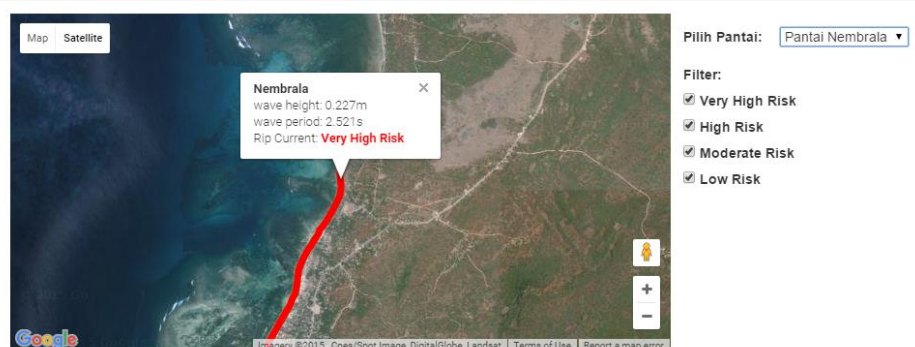 Map Satellite
Nembrala
wave height: 0.227m
wave period: 2.521s
Rip Current: Very High Risk
Google
Imagery ©2015, Cnes/Spot Image, DigitalGlobe, Landsat Terms of Use Report a map error
Pilih Pantai: Pantai Nembrala
Filter:
Very High Risk
High Risk
Moderate Risk
Low Risk